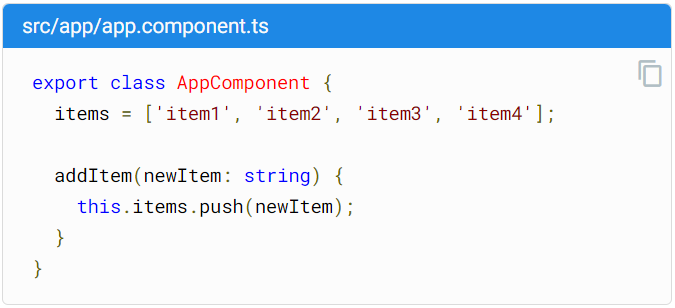 src/app/app.component.ts
export class AppComponent {
  items = ['item1', 'item2', 'item3', 'item4'];

  addItem(newItem: string) {
    this.items.push(newItem);
  }
}